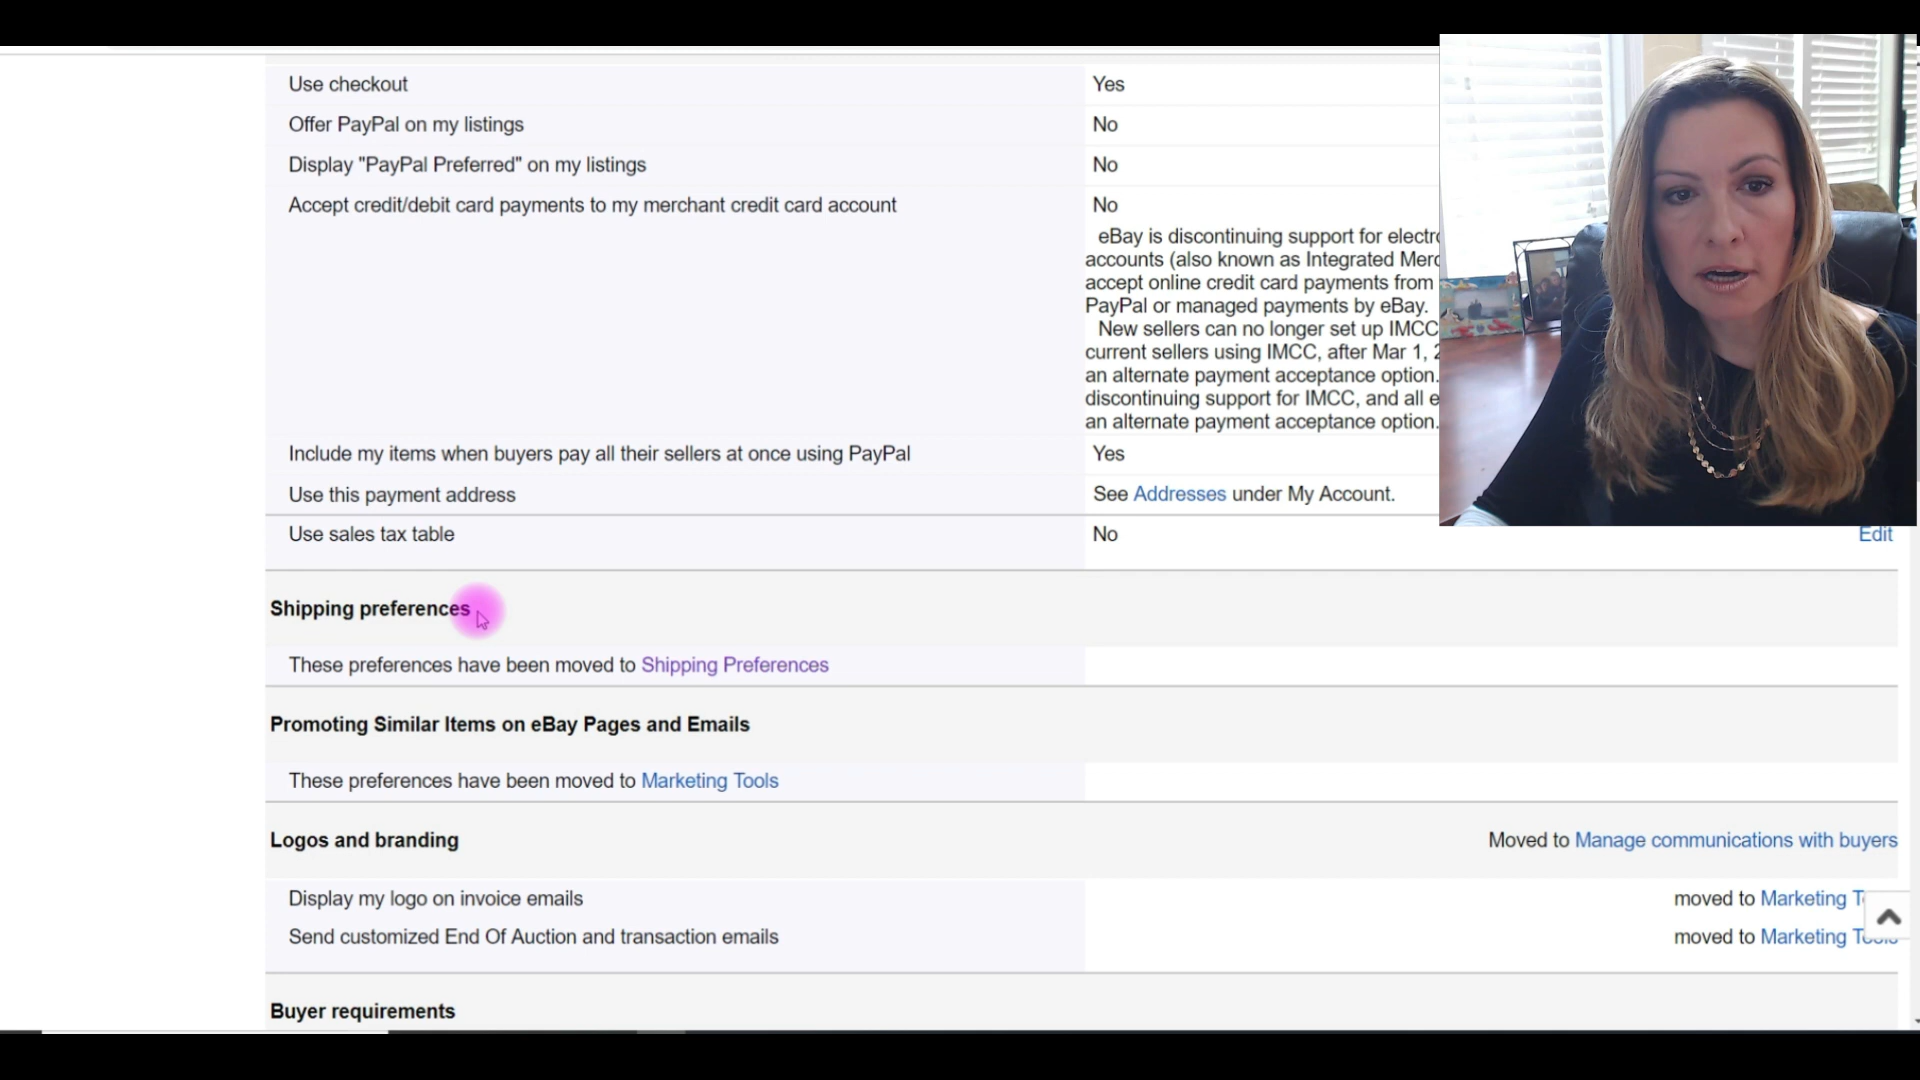 Use checkout Yes
Offer PayPal on my listings No
Display "PayPal Preferred" on my listings No
Accept credit/debit card payments to my merchant credit card account No
eBay is discontinuing support for
accounts (also known as Integrated
accept online credit card payments from
PayPal or managed payments by eBay.
New sellers can no longer set up IMCC
current sellers using IMCC, after Mar 1,
an alternate payment acceptance option.
discontinuing support for IMCC, and all
an alternate payment acceptance option.
Include my items when buyers pay all their sellers at once using PayPal Yes
Use this payment address See Addresses under My Account.
Use sales tax table No Edit
Shipping preferences
These preferences have been moved to Shipping Preferences
Promoting Similar Items on eBay Pages and Emails
These preferences have been moved to Marketing Tools
Logos and branding Moved to Manage communications with buyers
Display my logo on invoice emails moved to Marketing
Send customized End Of Auction and transaction emails moved to Marketing Tools
Buyer requirements